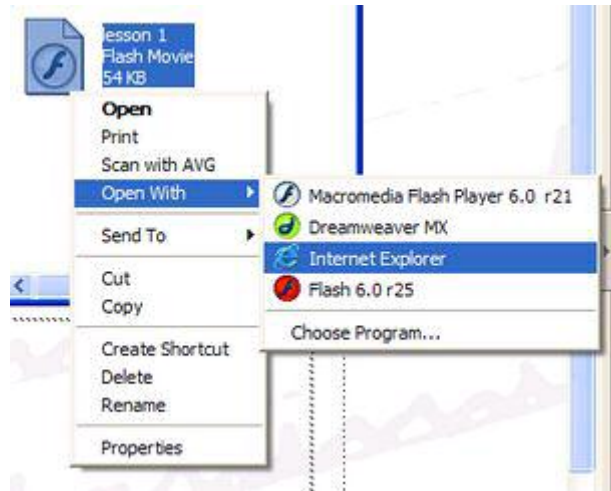 lesson 1
Flash Movie
54 KB
Open
Print
Scan with AVG
Open With
Send To
Cut
Copy
Create Shortcut
Delete
Rename
Properties
Macromedia Flash Player 6.0 r21
Dreamweaver MX
Internet Explorer
Flash 6.0 r25
Choose Program...